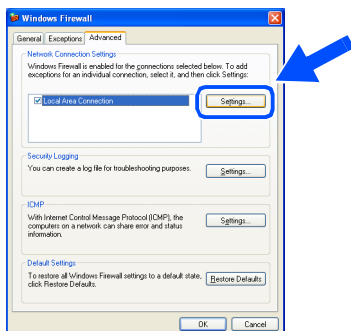 Windows Firewall
General Exceptions Advanced
Network Connection Settings
Windows Firewall is enabled for the connections selected below. To add
exceptions for an individual connection, select it, and then click Settings:
Local Area Connection
Settings...
Security Logging
You can create a log file for troubleshooting purposes.
Settings...
ICMP
With Internet Control Message Protocol (ICMP), the
computers on a network can share error and status
information.
Settings...
Default Settings
To restore all Windows Firewall settings to a default state,
click Restore Defaults.
Restore Defaults
OK Cancel